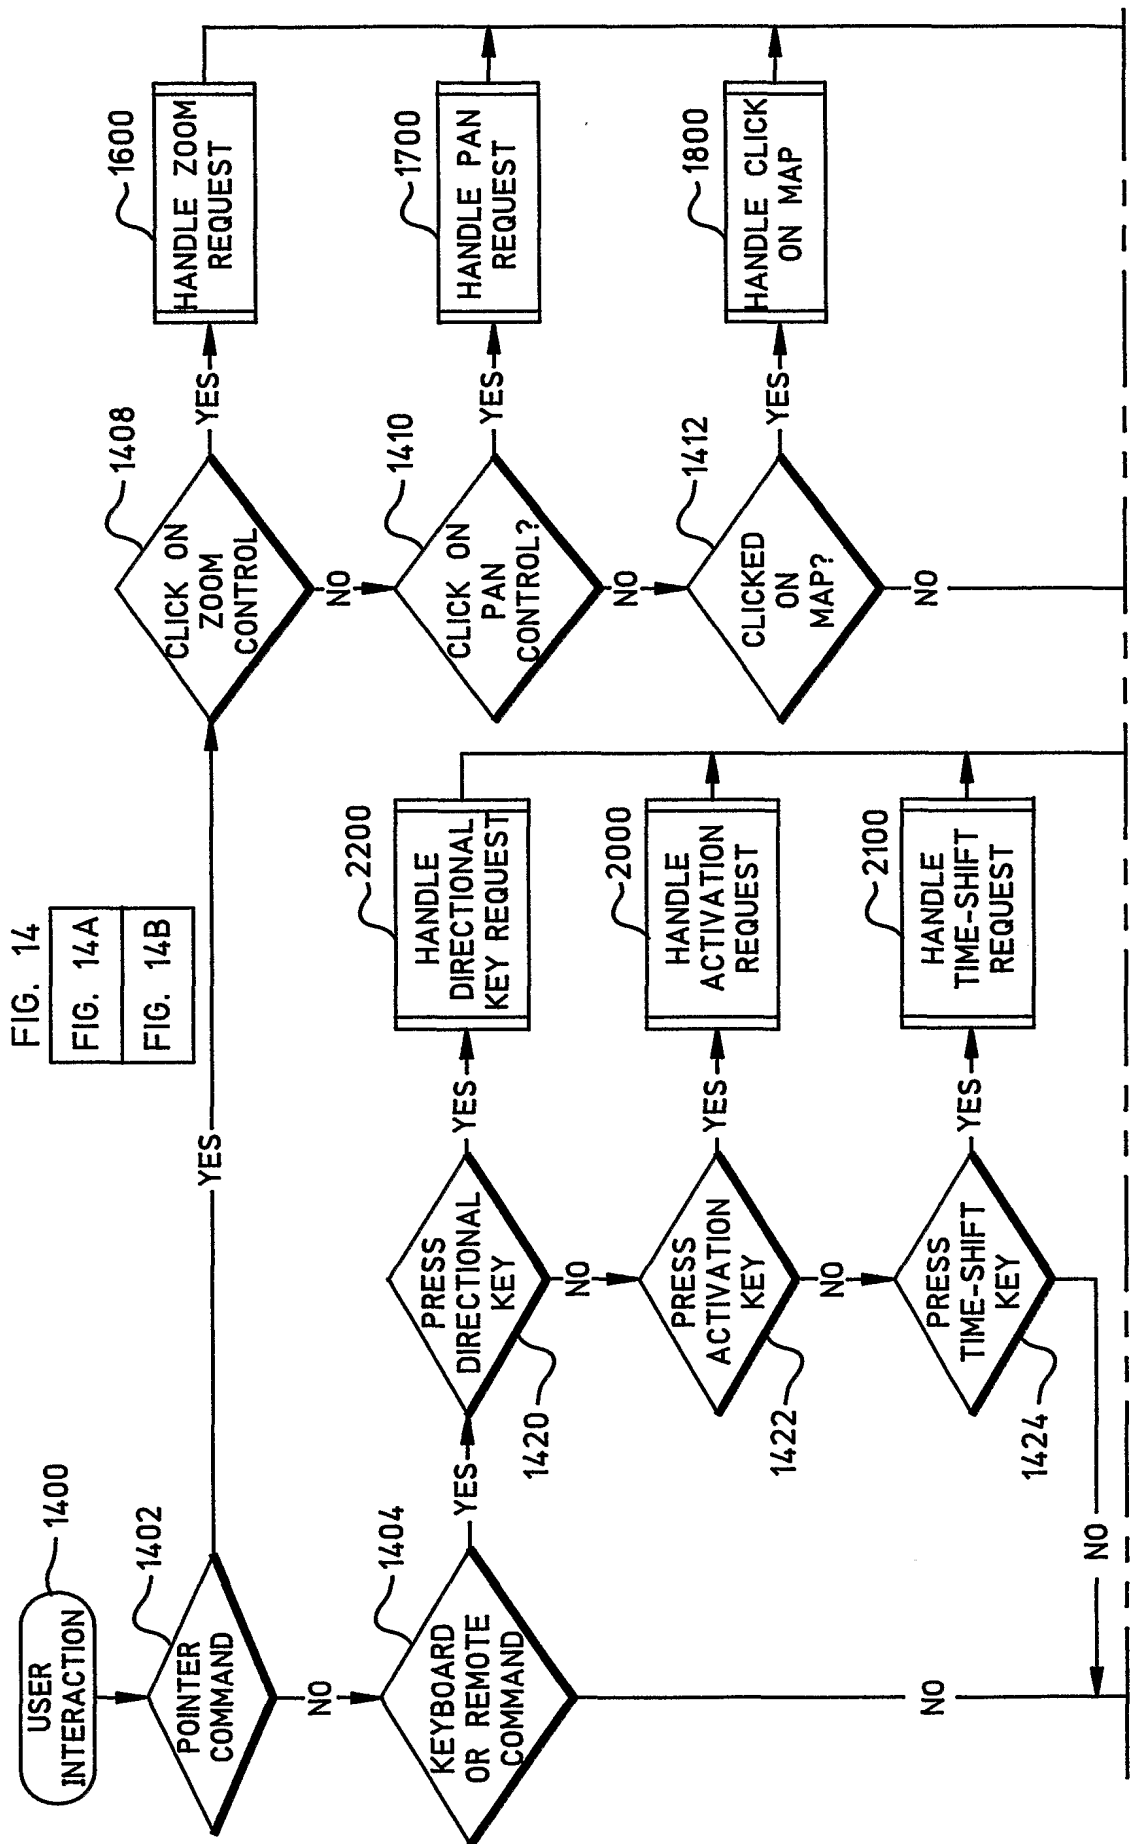 FIG. 14
FIG. 14A
FIG. 14B
USER
INTERACTION
1400
POINTER
COMMAND
1402
YES
NO
KEYBOARD
OR REMOTE
COMMAND
1404
YES
NO
CLICK ON
ZOOM
CONTROL
1408
YES
NO
HANDLE ZOOM
REQUEST
1600
CLICK ON
PAN
CONTROL?
1410
YES
NO
HANDLE PAN
REQUEST
1700
CLICKED
ON
MAP?
1412
YES
NO
HANDLE CLICK
ON MAP
1800
PRESS
DIRECTIONAL
KEY
1420
YES
NO
HANDLE
DIRECTIONAL
KEY REQUEST
2200
PRESS
ACTIVATION
KEY
1422
YES
NO
HANDLE
ACTIVATION
REQUEST
2000
PRESS
TIME-SHIFT
KEY
1424
YES
NO
HANDLE
TIME-SHIFT
REQUEST
2100